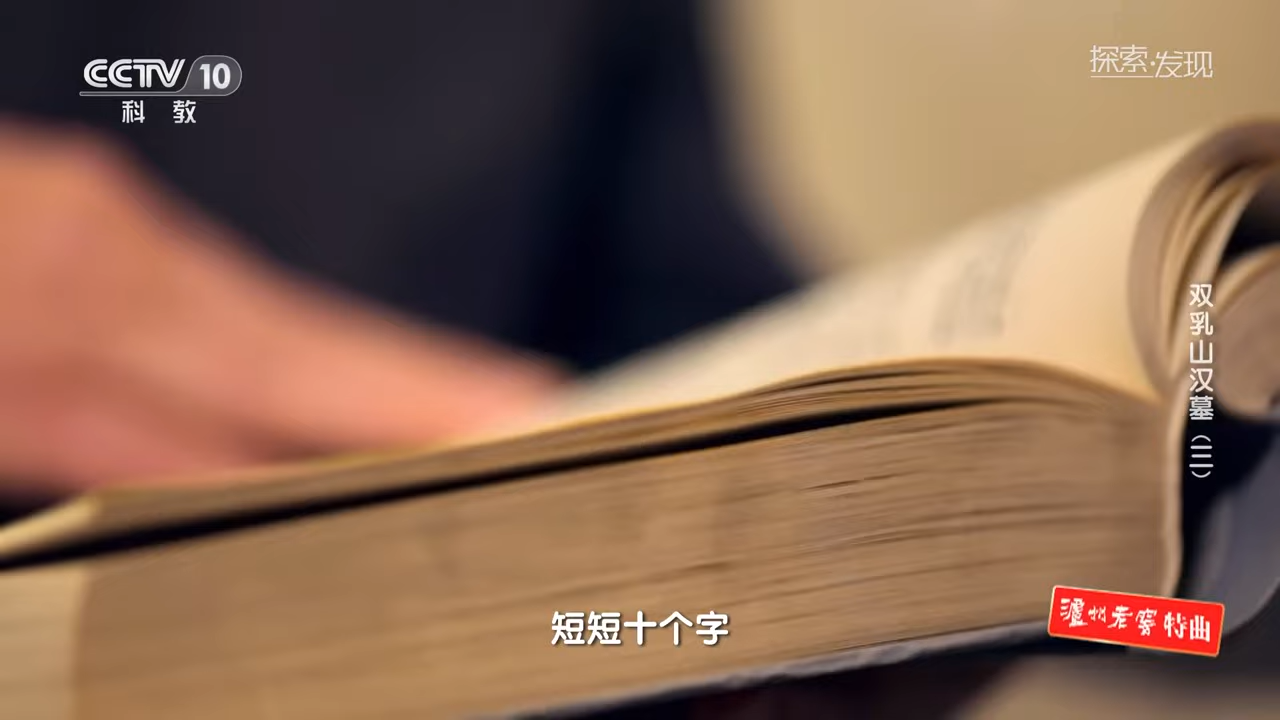 CCTV 10
科教
探索·发现
双乳山汉墓（三）
短短十个字
泸州老窖 特曲